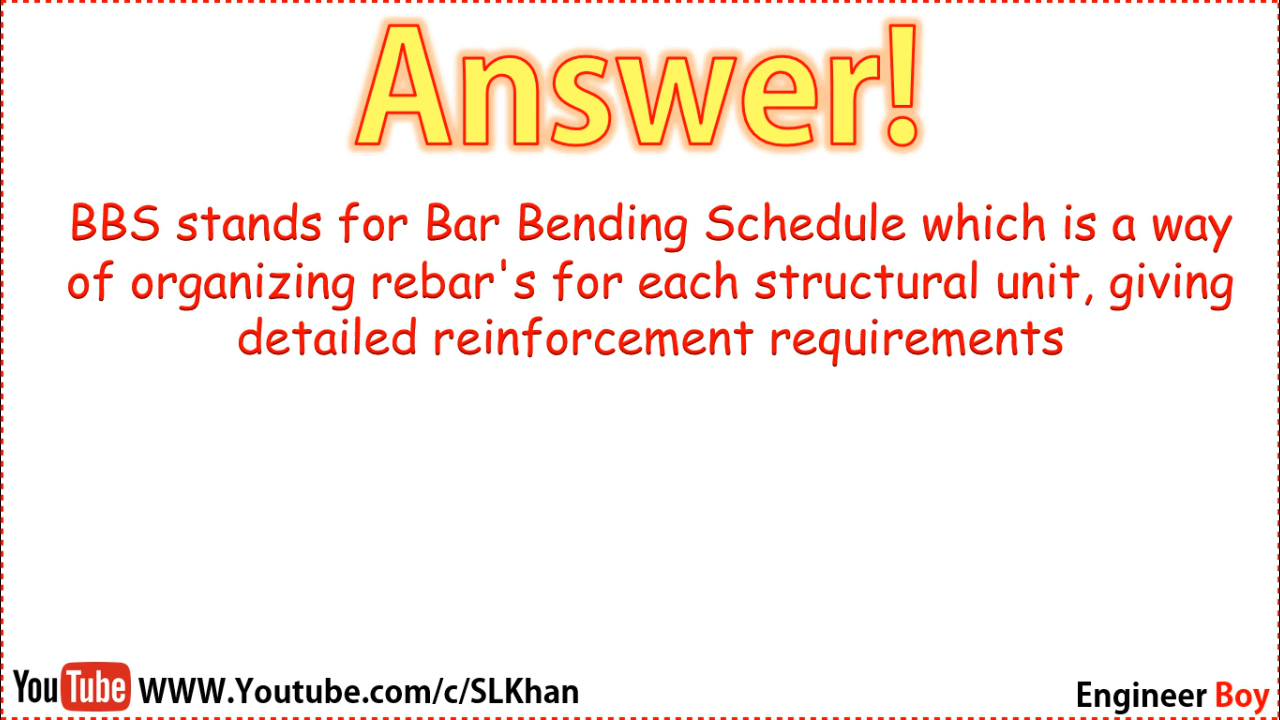 Answer!
BBS stands for Bar Bending Schedule which is a way
of organizing rebar's for each structural unit, giving
detailed reinforcement requirements
YouTube WWW.Youtube.com/c/SLKhan
Engineer Boy